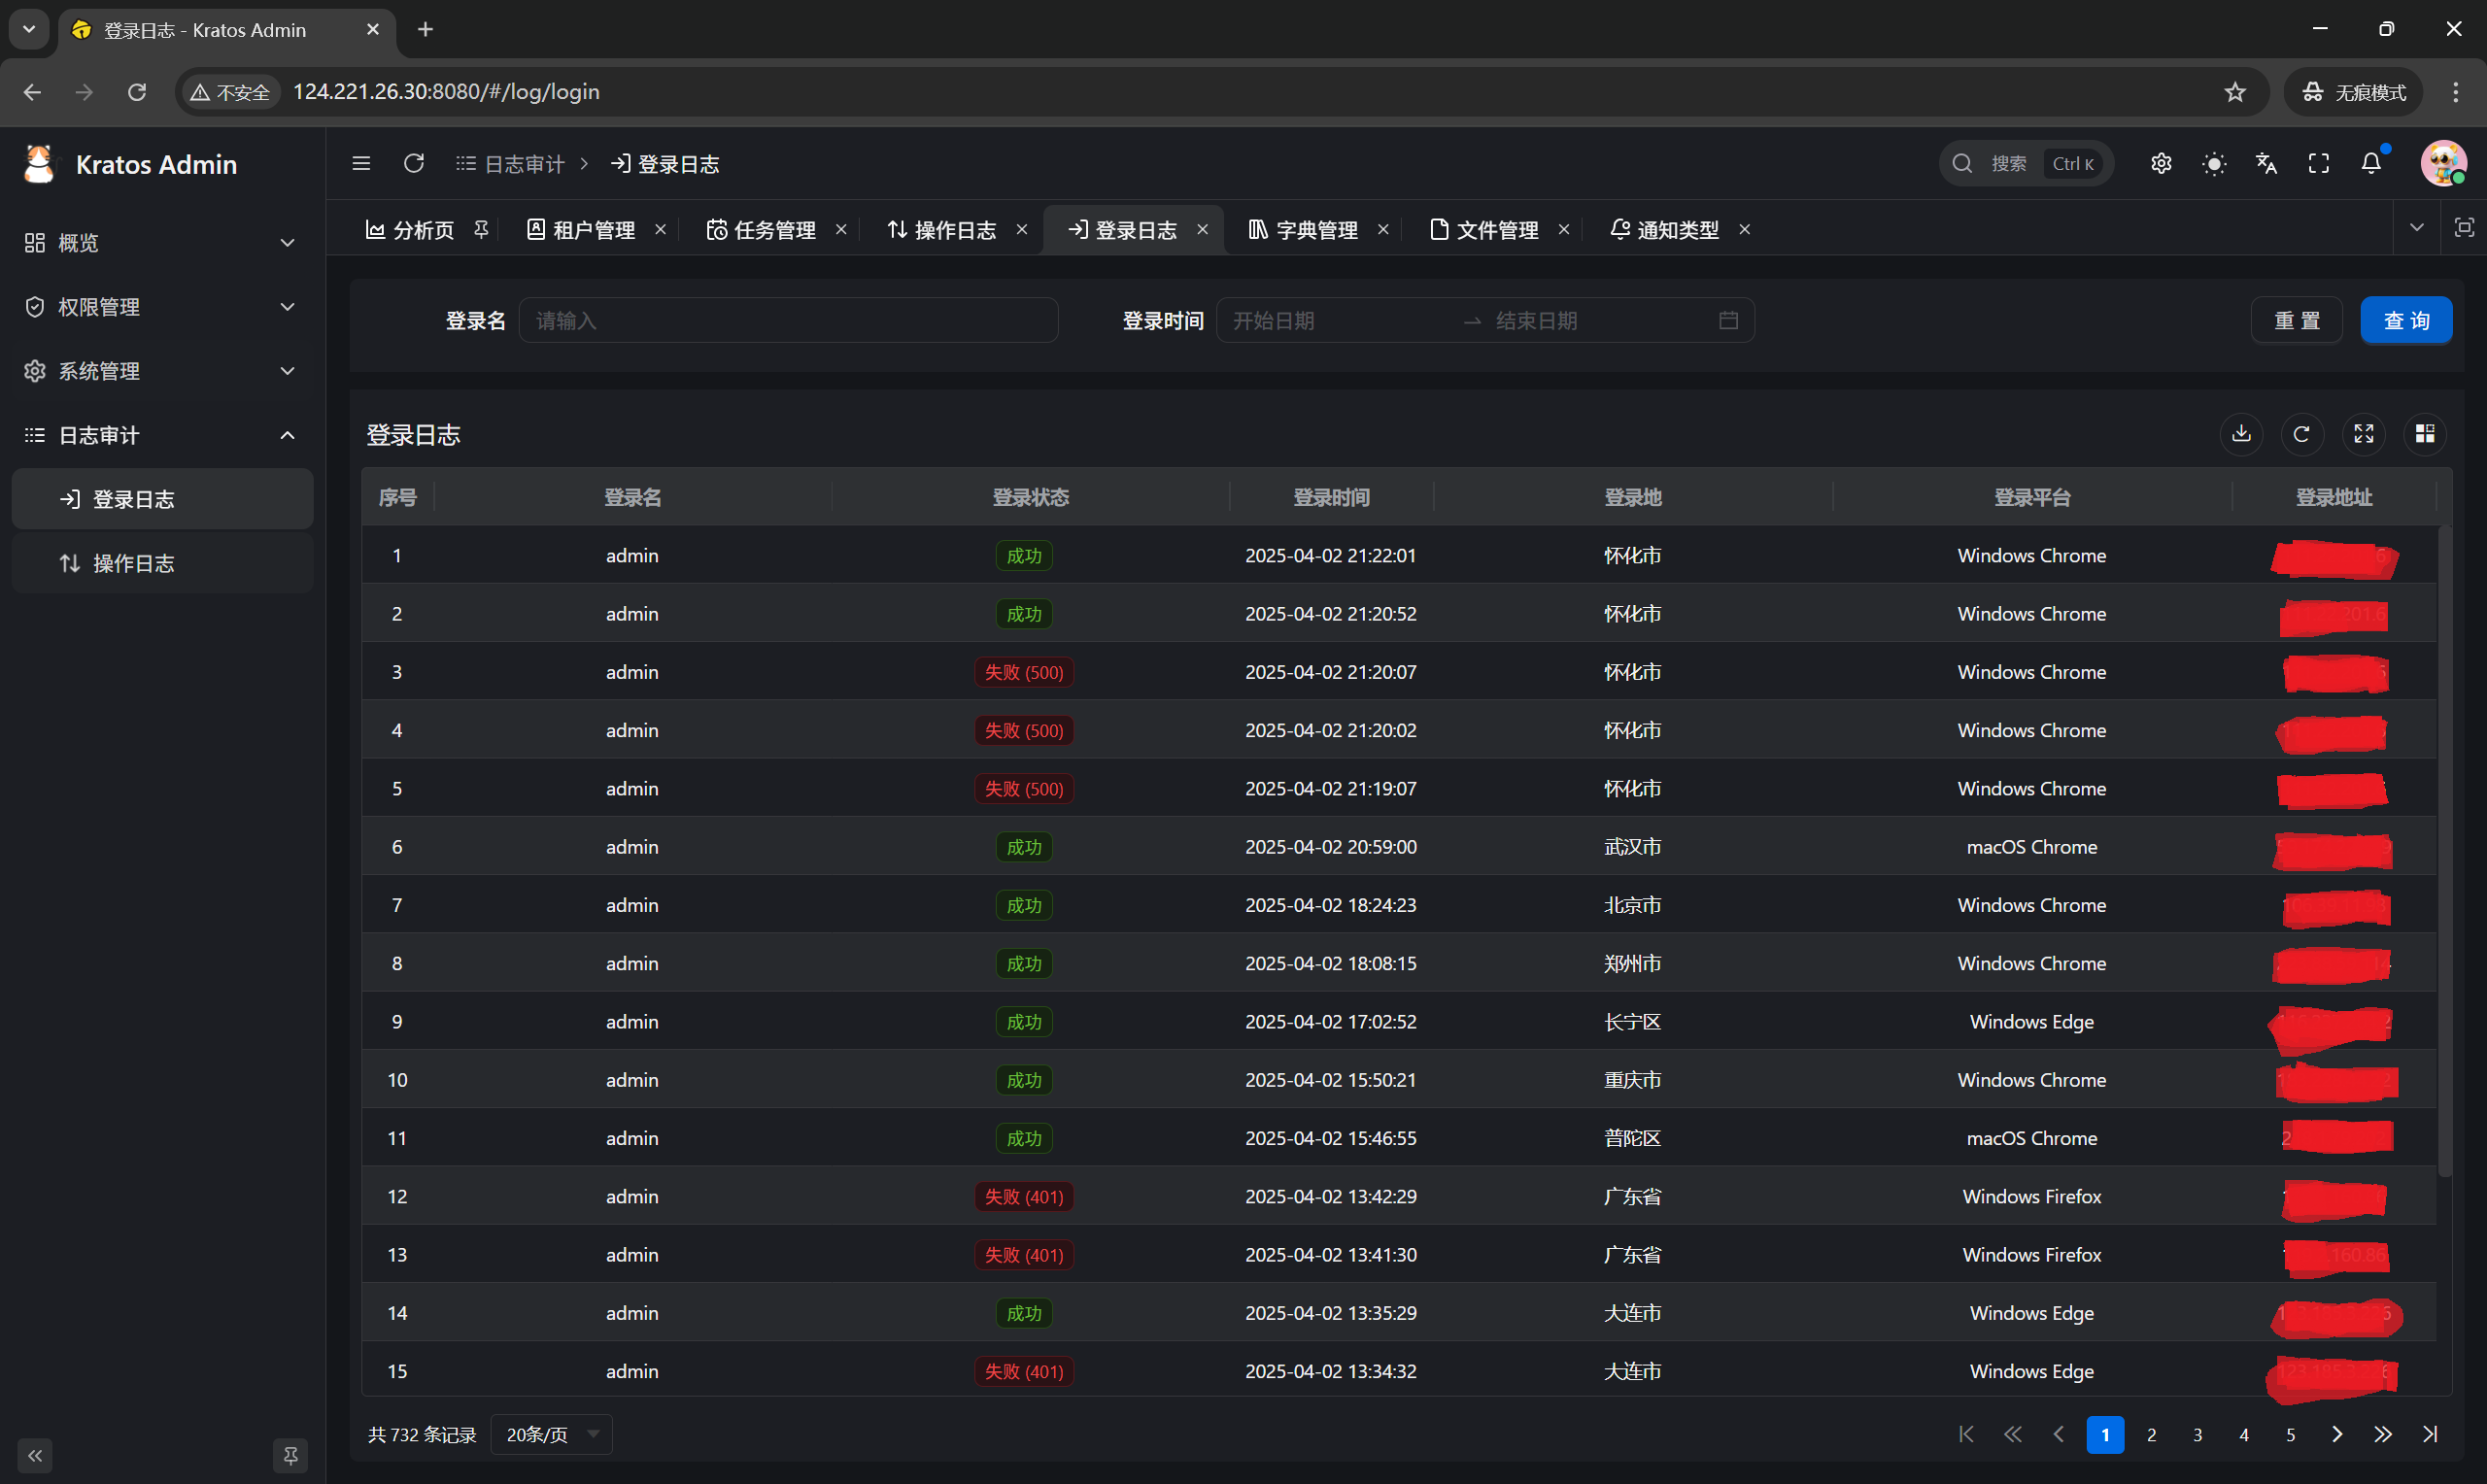 登录日志 - Kratos Admin
不安全 124.221.26.30:8080/#/log/login 无痕模式
Kratos Admin
日志审计 登录日志 搜索 Ctrl K
概览
权限管理
系统管理
日志审计
登录日志
操作日志
分析页 租户管理 任务管理 操作日志 登录日志 字典管理 文件管理 通知类型
登录名 请输入 登录时间 开始日期 结束日期 重 置 查 询
登录日志
序号 登录名 登录状态 登录时间 登录地 登录平台 登录地址
1 admin 成功 2025-04-02 21:22:01 怀化市 Windows Chrome
2 admin 成功 2025-04-02 21:20:52 怀化市 Windows Chrome
3 admin 失败 (500) 2025-04-02 21:20:07 怀化市 Windows Chrome
4 admin 失败 (500) 2025-04-02 21:20:02 怀化市 Windows Chrome
5 admin 失败 (500) 2025-04-02 21:19:07 怀化市 Windows Chrome
6 admin 成功 2025-04-02 20:59:00 武汉市 macOS Chrome
7 admin 成功 2025-04-02 18:24:23 北京市 Windows Chrome
8 admin 成功 2025-04-02 18:08:15 郑州市 Windows Chrome
9 admin 成功 2025-04-02 17:02:52 长宁区 Windows Edge
10 admin 成功 2025-04-02 15:50:21 重庆市 Windows Chrome
11 admin 成功 2025-04-02 15:46:55 普陀区 macOS Chrome
12 admin 失败 (401) 2025-04-02 13:42:29 广东省 Windows Firefox
13 admin 失败 (401) 2025-04-02 13:41:30 广东省 Windows Firefox
14 admin 成功 2025-04-02 13:35:29 大连市 Windows Edge
15 admin 失败 (401) 2025-04-02 13:34:32 大连市 Windows Edge
共 732 条记录 20条/页 1 2 3 4 5